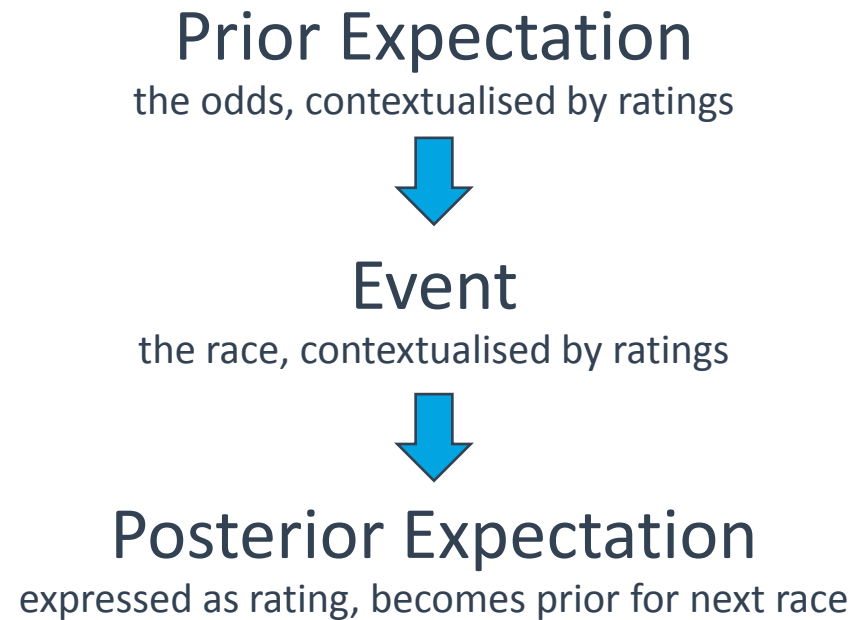 Prior Expectation
the odds, contextualised by ratings
Event
the race, contextualised by ratings
Posterior Expectation
expressed as rating, becomes prior for next race